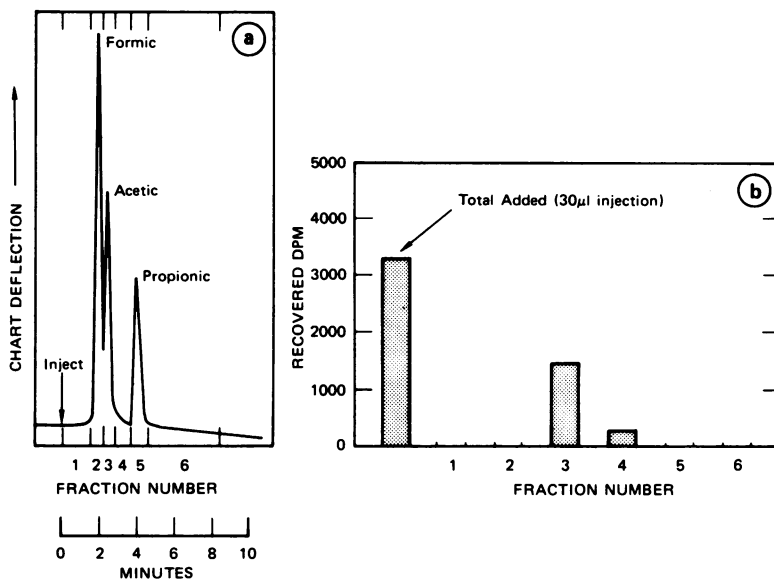 a
Formic
Acetic
Propionic
Inject
CHART DEFLECTION
1 2 3 4 5 6
FRACTION NUMBER
0 2 4 6 8 10
MINUTES
b
5000
4000
3000
2000
1000
0
RECOVERED DPM
Total Added (30μl injection)
1 2 3 4 5 6
FRACTION NUMBER